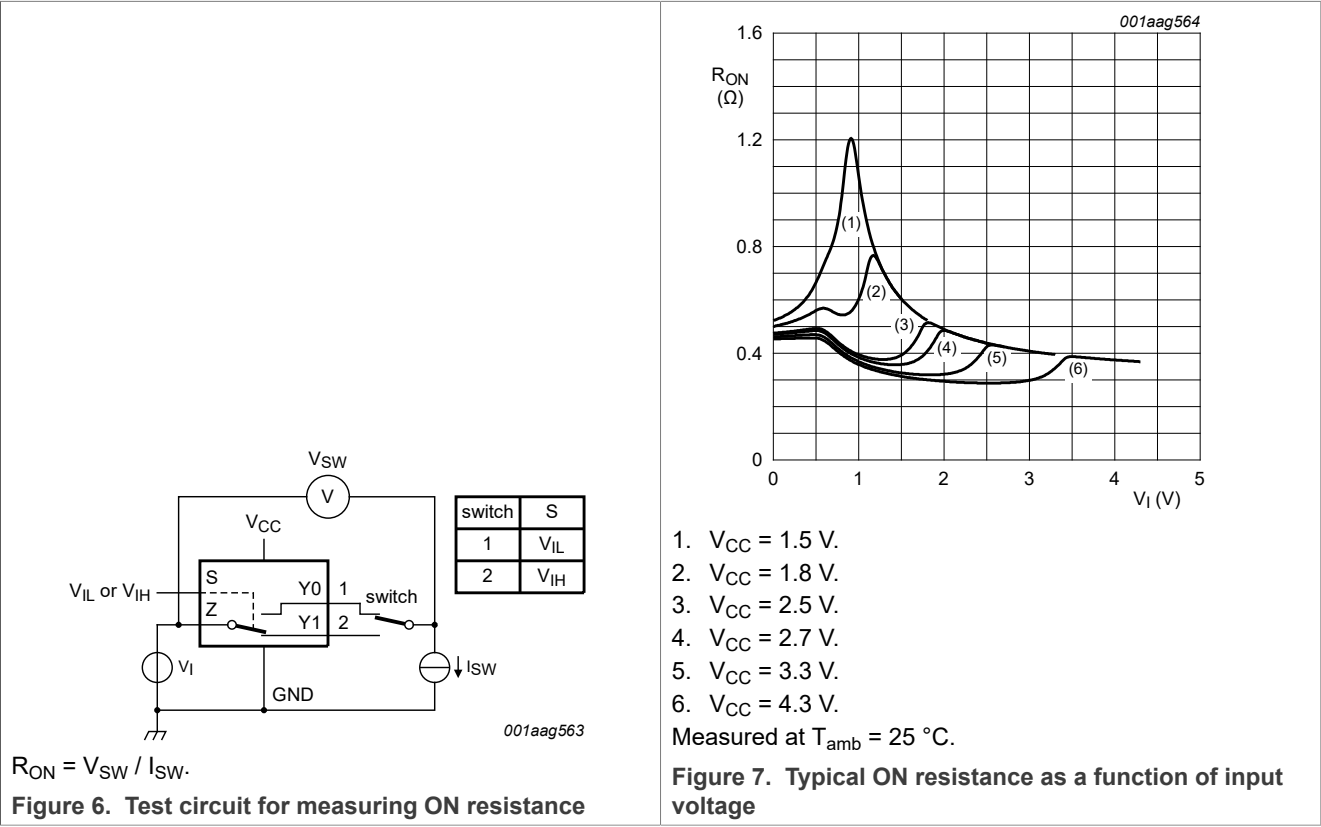 V_SW
V
V_CC
switch S
1 V_IL
2 V_IH
V_IL or V_IH
S
Y0 1
switch
Z
Y1 2
V_I
I_SW
GND
001aag563
R_ON = V_SW / I_SW.
Figure 6. Test circuit for measuring ON resistance
001aag564
1.6
R_ON
(Ω)
1.2
(1)
0.8
(2)
(3)
(4)
0.4
(5)
(6)
0
0 1 2 3 4 5
V_I (V)
1. V_CC = 1.5 V.
2. V_CC = 1.8 V.
3. V_CC = 2.5 V.
4. V_CC = 2.7 V.
5. V_CC = 3.3 V.
6. V_CC = 4.3 V.
Measured at T_amb = 25 °C.
Figure 7. Typical ON resistance as a function of input
voltage